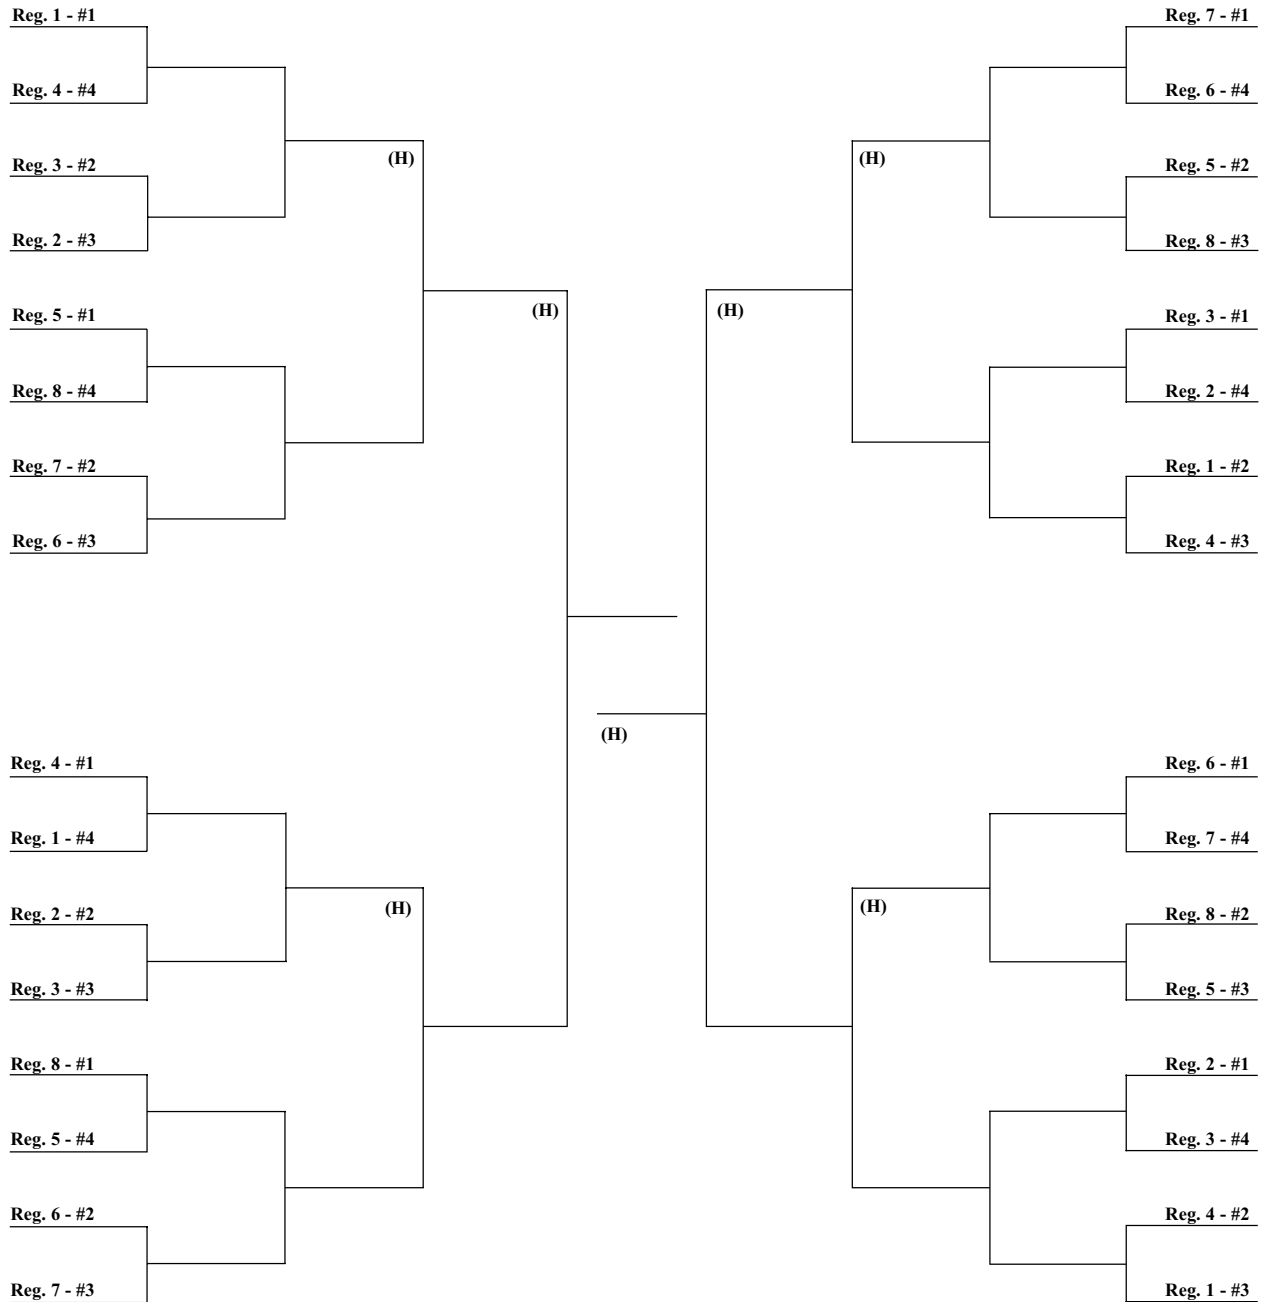 Reg. 1 - #1
Reg. 4 - #4
Reg. 3 - #2
(H)
Reg. 2 - #3
Reg. 5 - #1
(H)
Reg. 8 - #4
Reg. 7 - #2
Reg. 6 - #3
Reg. 4 - #1
Reg. 1 - #4
Reg. 2 - #2
(H)
Reg. 3 - #3
Reg. 8 - #1
Reg. 5 - #4
Reg. 6 - #2
Reg. 7 - #3
Reg. 7 - #1
Reg. 6 - #4
(H)
Reg. 5 - #2
Reg. 8 - #3
(H)
Reg. 3 - #1
Reg. 2 - #4
Reg. 1 - #2
Reg. 4 - #3
(H)
Reg. 6 - #1
Reg. 7 - #4
(H)
Reg. 8 - #2
Reg. 5 - #3
Reg. 2 - #1
Reg. 3 - #4
Reg. 4 - #2
Reg. 1 - #3